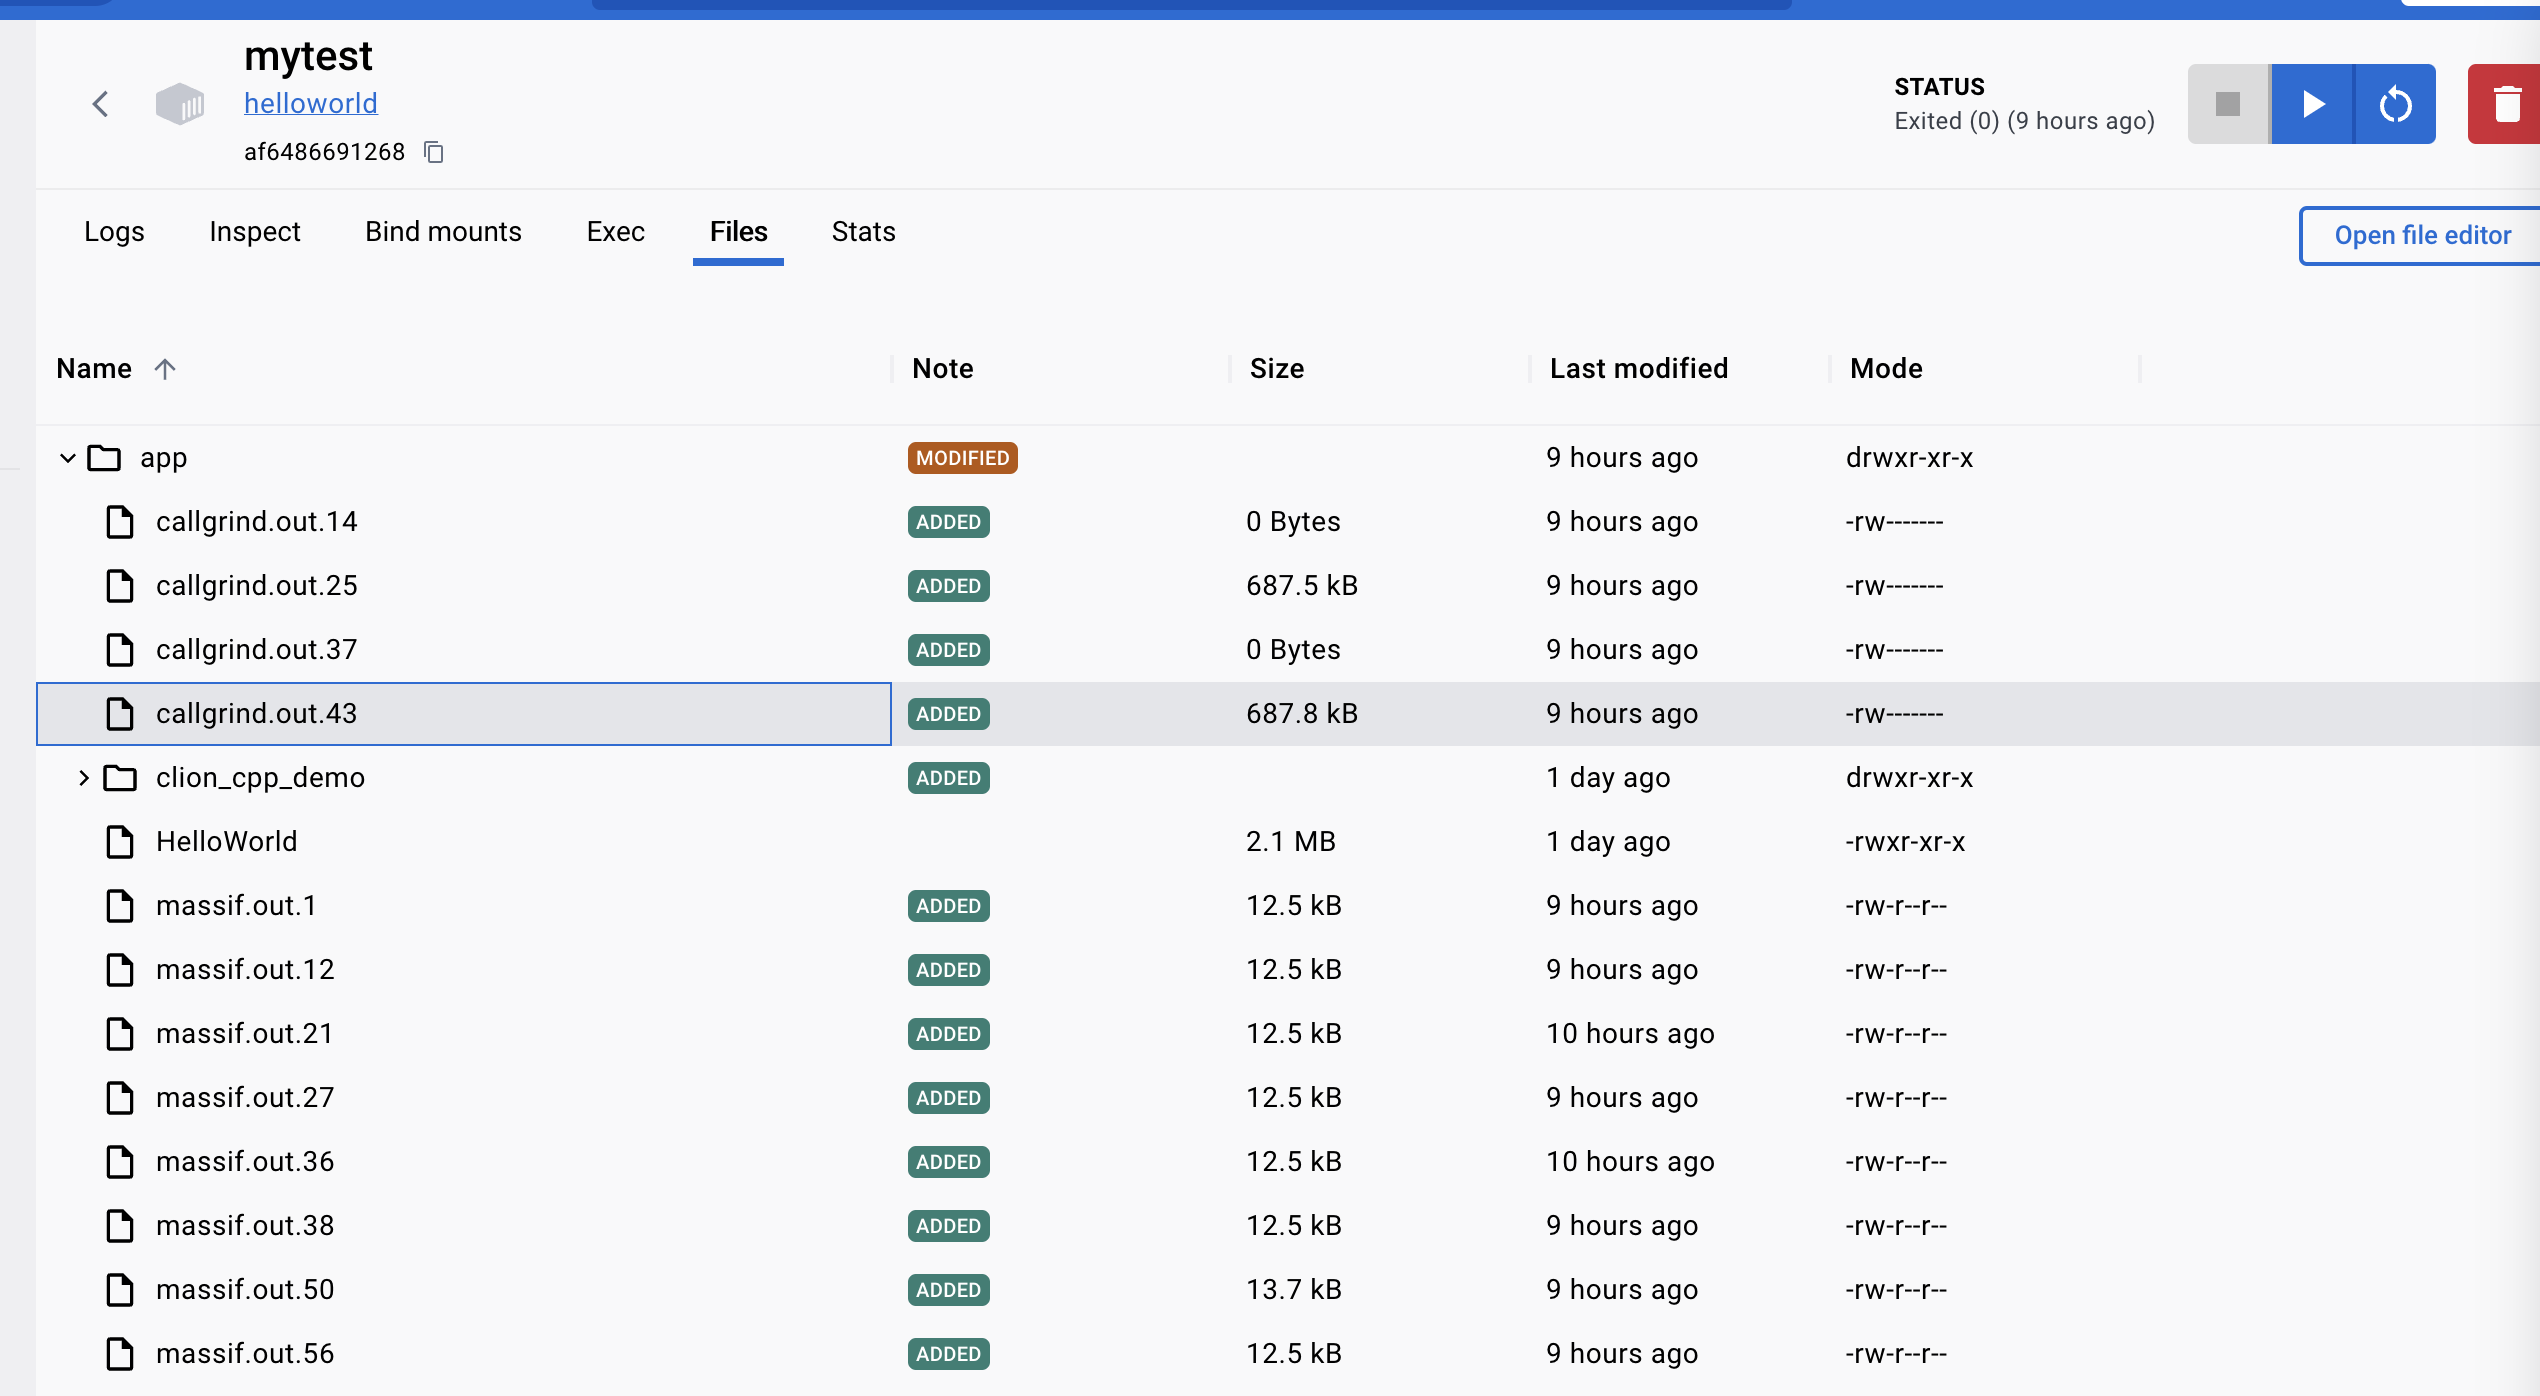 mytest
helloworld
af6486691268
STATUS
Exited (0) (9 hours ago)
Logs Inspect Bind mounts Exec Files Stats
Open file editor
Name Note Size Last modified Mode
app MODIFIED 9 hours ago drwxr-xr-x
callgrind.out.14 ADDED 0 Bytes 9 hours ago -rw-------
callgrind.out.25 ADDED 687.5 kB 9 hours ago -rw-------
callgrind.out.37 ADDED 0 Bytes 9 hours ago -rw-------
callgrind.out.43 ADDED 687.8 kB 9 hours ago -rw-------
clion_cpp_demo ADDED 1 day ago drwxr-xr-x
HelloWorld 2.1 MB 1 day ago -rwxr-xr-x
massif.out.1 ADDED 12.5 kB 9 hours ago -rw-r--r--
massif.out.12 ADDED 12.5 kB 9 hours ago -rw-r--r--
massif.out.21 ADDED 12.5 kB 10 hours ago -rw-r--r--
massif.out.27 ADDED 12.5 kB 9 hours ago -rw-r--r--
massif.out.36 ADDED 12.5 kB 10 hours ago -rw-r--r--
massif.out.38 ADDED 12.5 kB 9 hours ago -rw-r--r--
massif.out.50 ADDED 13.7 kB 9 hours ago -rw-r--r--
massif.out.56 ADDED 12.5 kB 9 hours ago -rw-r--r--